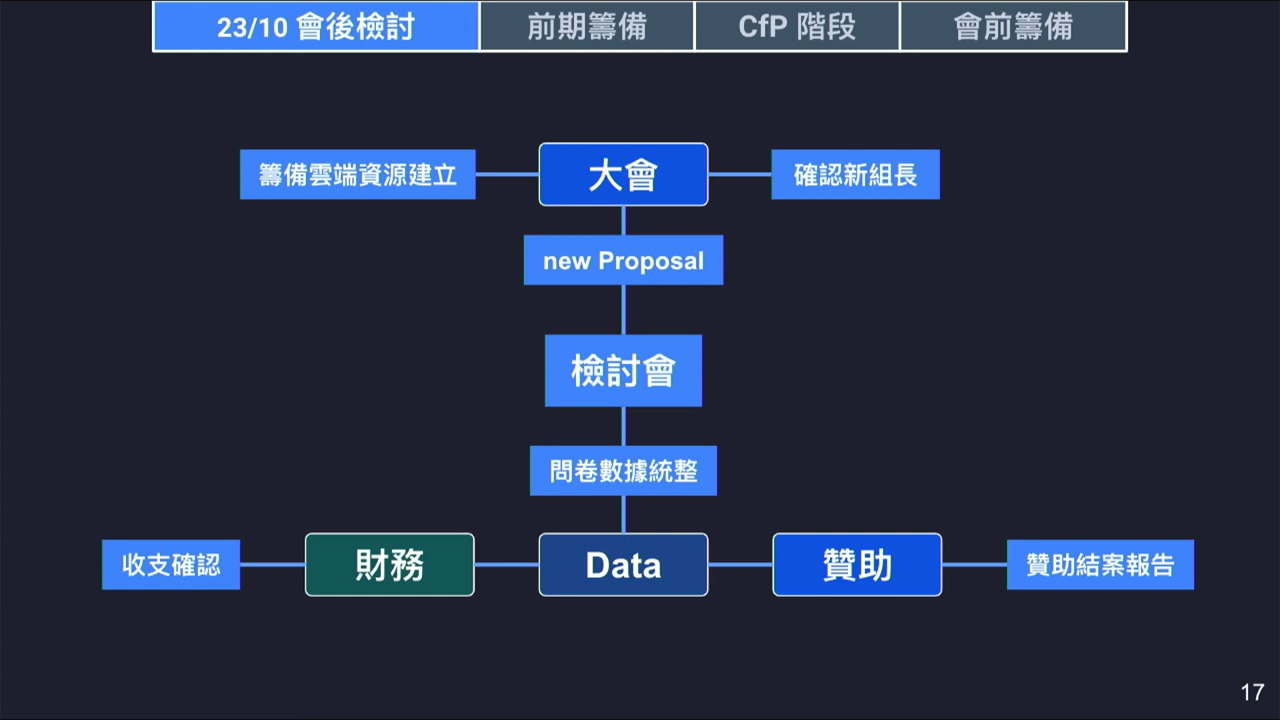 23/10 會後檢討
前期籌備
CfP 階段
會前籌備
籌備雲端資源建立
大會
確認新組長
new Proposal
檢討會
問卷數據統整
收支確認
財務
Data
贊助
贊助結案報告
17